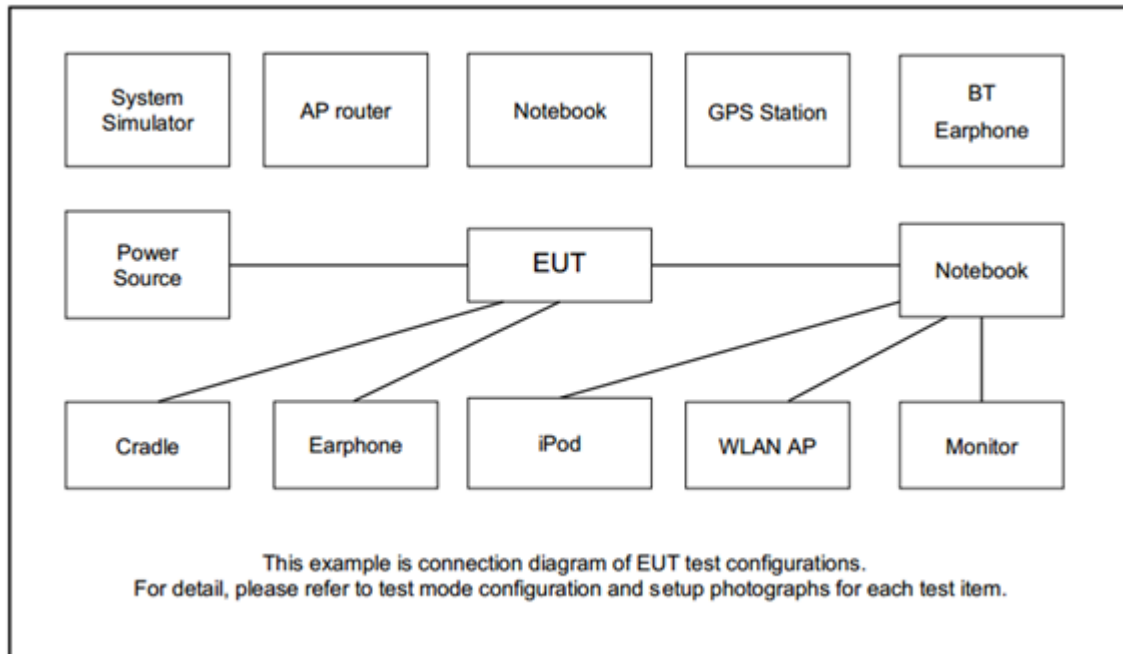 System
Simulator
AP router
Notebook
GPS Station
BT
Earphone
Power
Source
EUT
Notebook
Cradle
Earphone
iPod
WLAN AP
Monitor
This example is connection diagram of EUT test configurations.
For detail, please refer to test mode configuration and setup photographs for each test item.